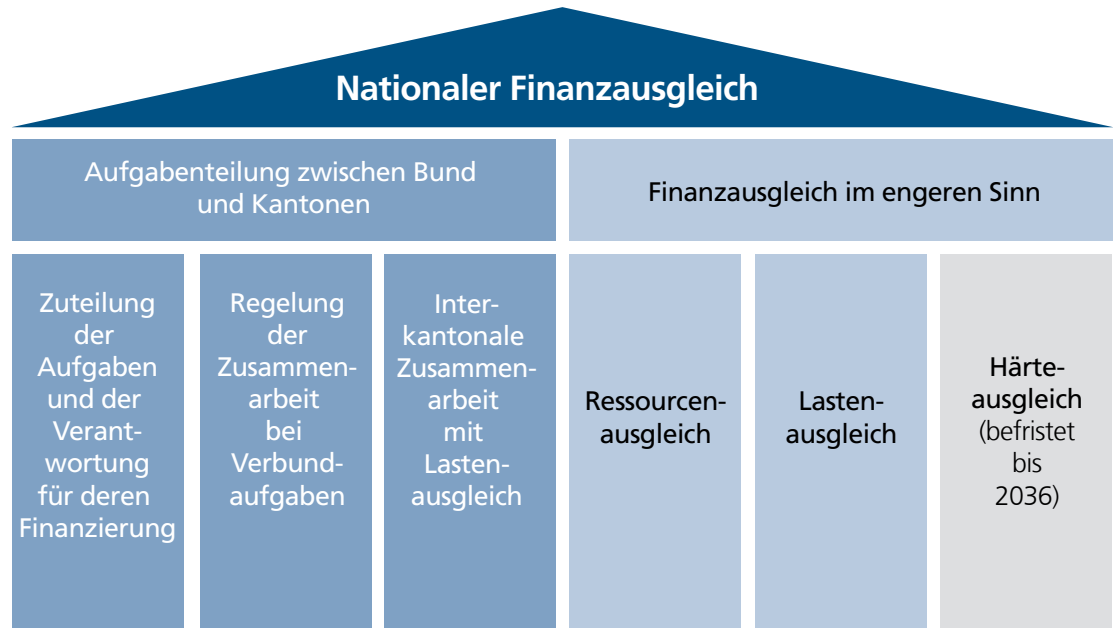 Nationaler Finanzausgleich
Aufgabenteilung zwischen Bund
und Kantonen
Finanzausgleich im engeren Sinn
Zuteilung
der
Aufgaben
und der
Verant-
wortung
für deren
Finanzierung
Regelung
der
Zusammen-
arbeit
bei
Verbund-
aufgaben
Inter-
kantonale
Zusammen-
arbeit
mit
Lasten-
ausgleich
Ressourcen-
ausgleich
Lasten-
ausgleich
Härte-
ausgleich
(befristet
bis
2036)